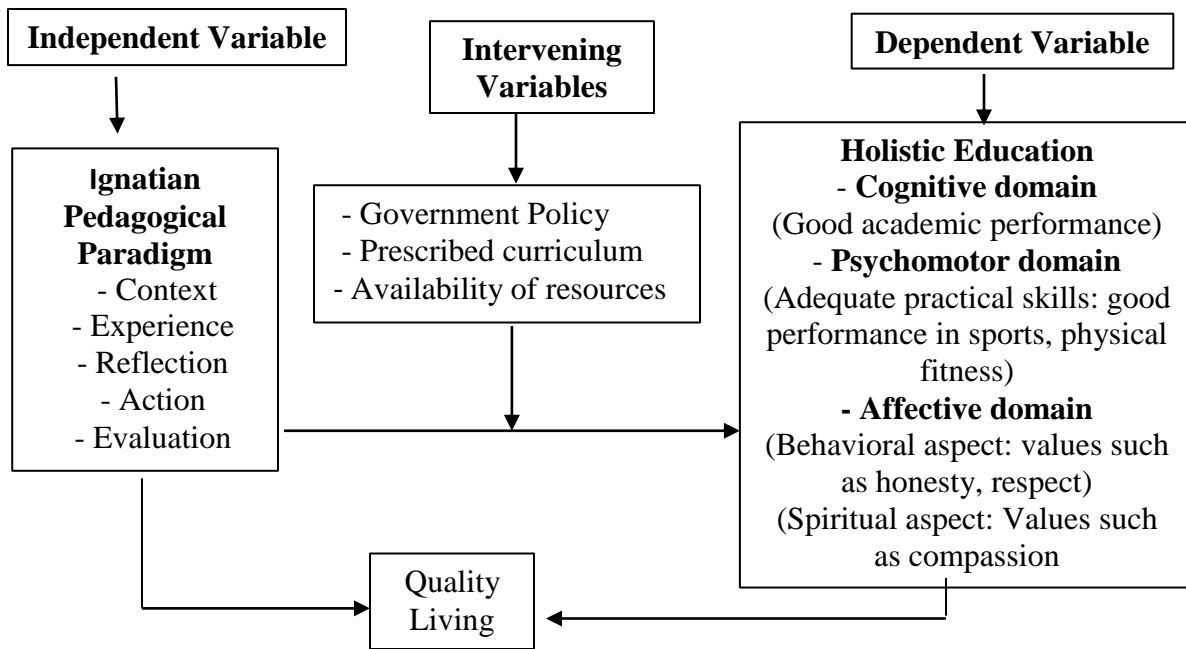 Independent Variable
Intervening
Variables
Dependent Variable
Ignatian
Pedagogical
Paradigm
- Context
- Experience
- Reflection
- Action
- Evaluation
- Government Policy
- Prescribed curriculum
- Availability of resources
Holistic Education
- Cognitive domain
(Good academic performance)
- Psychomotor domain
(Adequate practical skills: good
performance in sports, physical
fitness)
- Affective domain
(Behavioral aspect: values such
as honesty, respect)
(Spiritual aspect: Values such
as compassion
Quality
Living